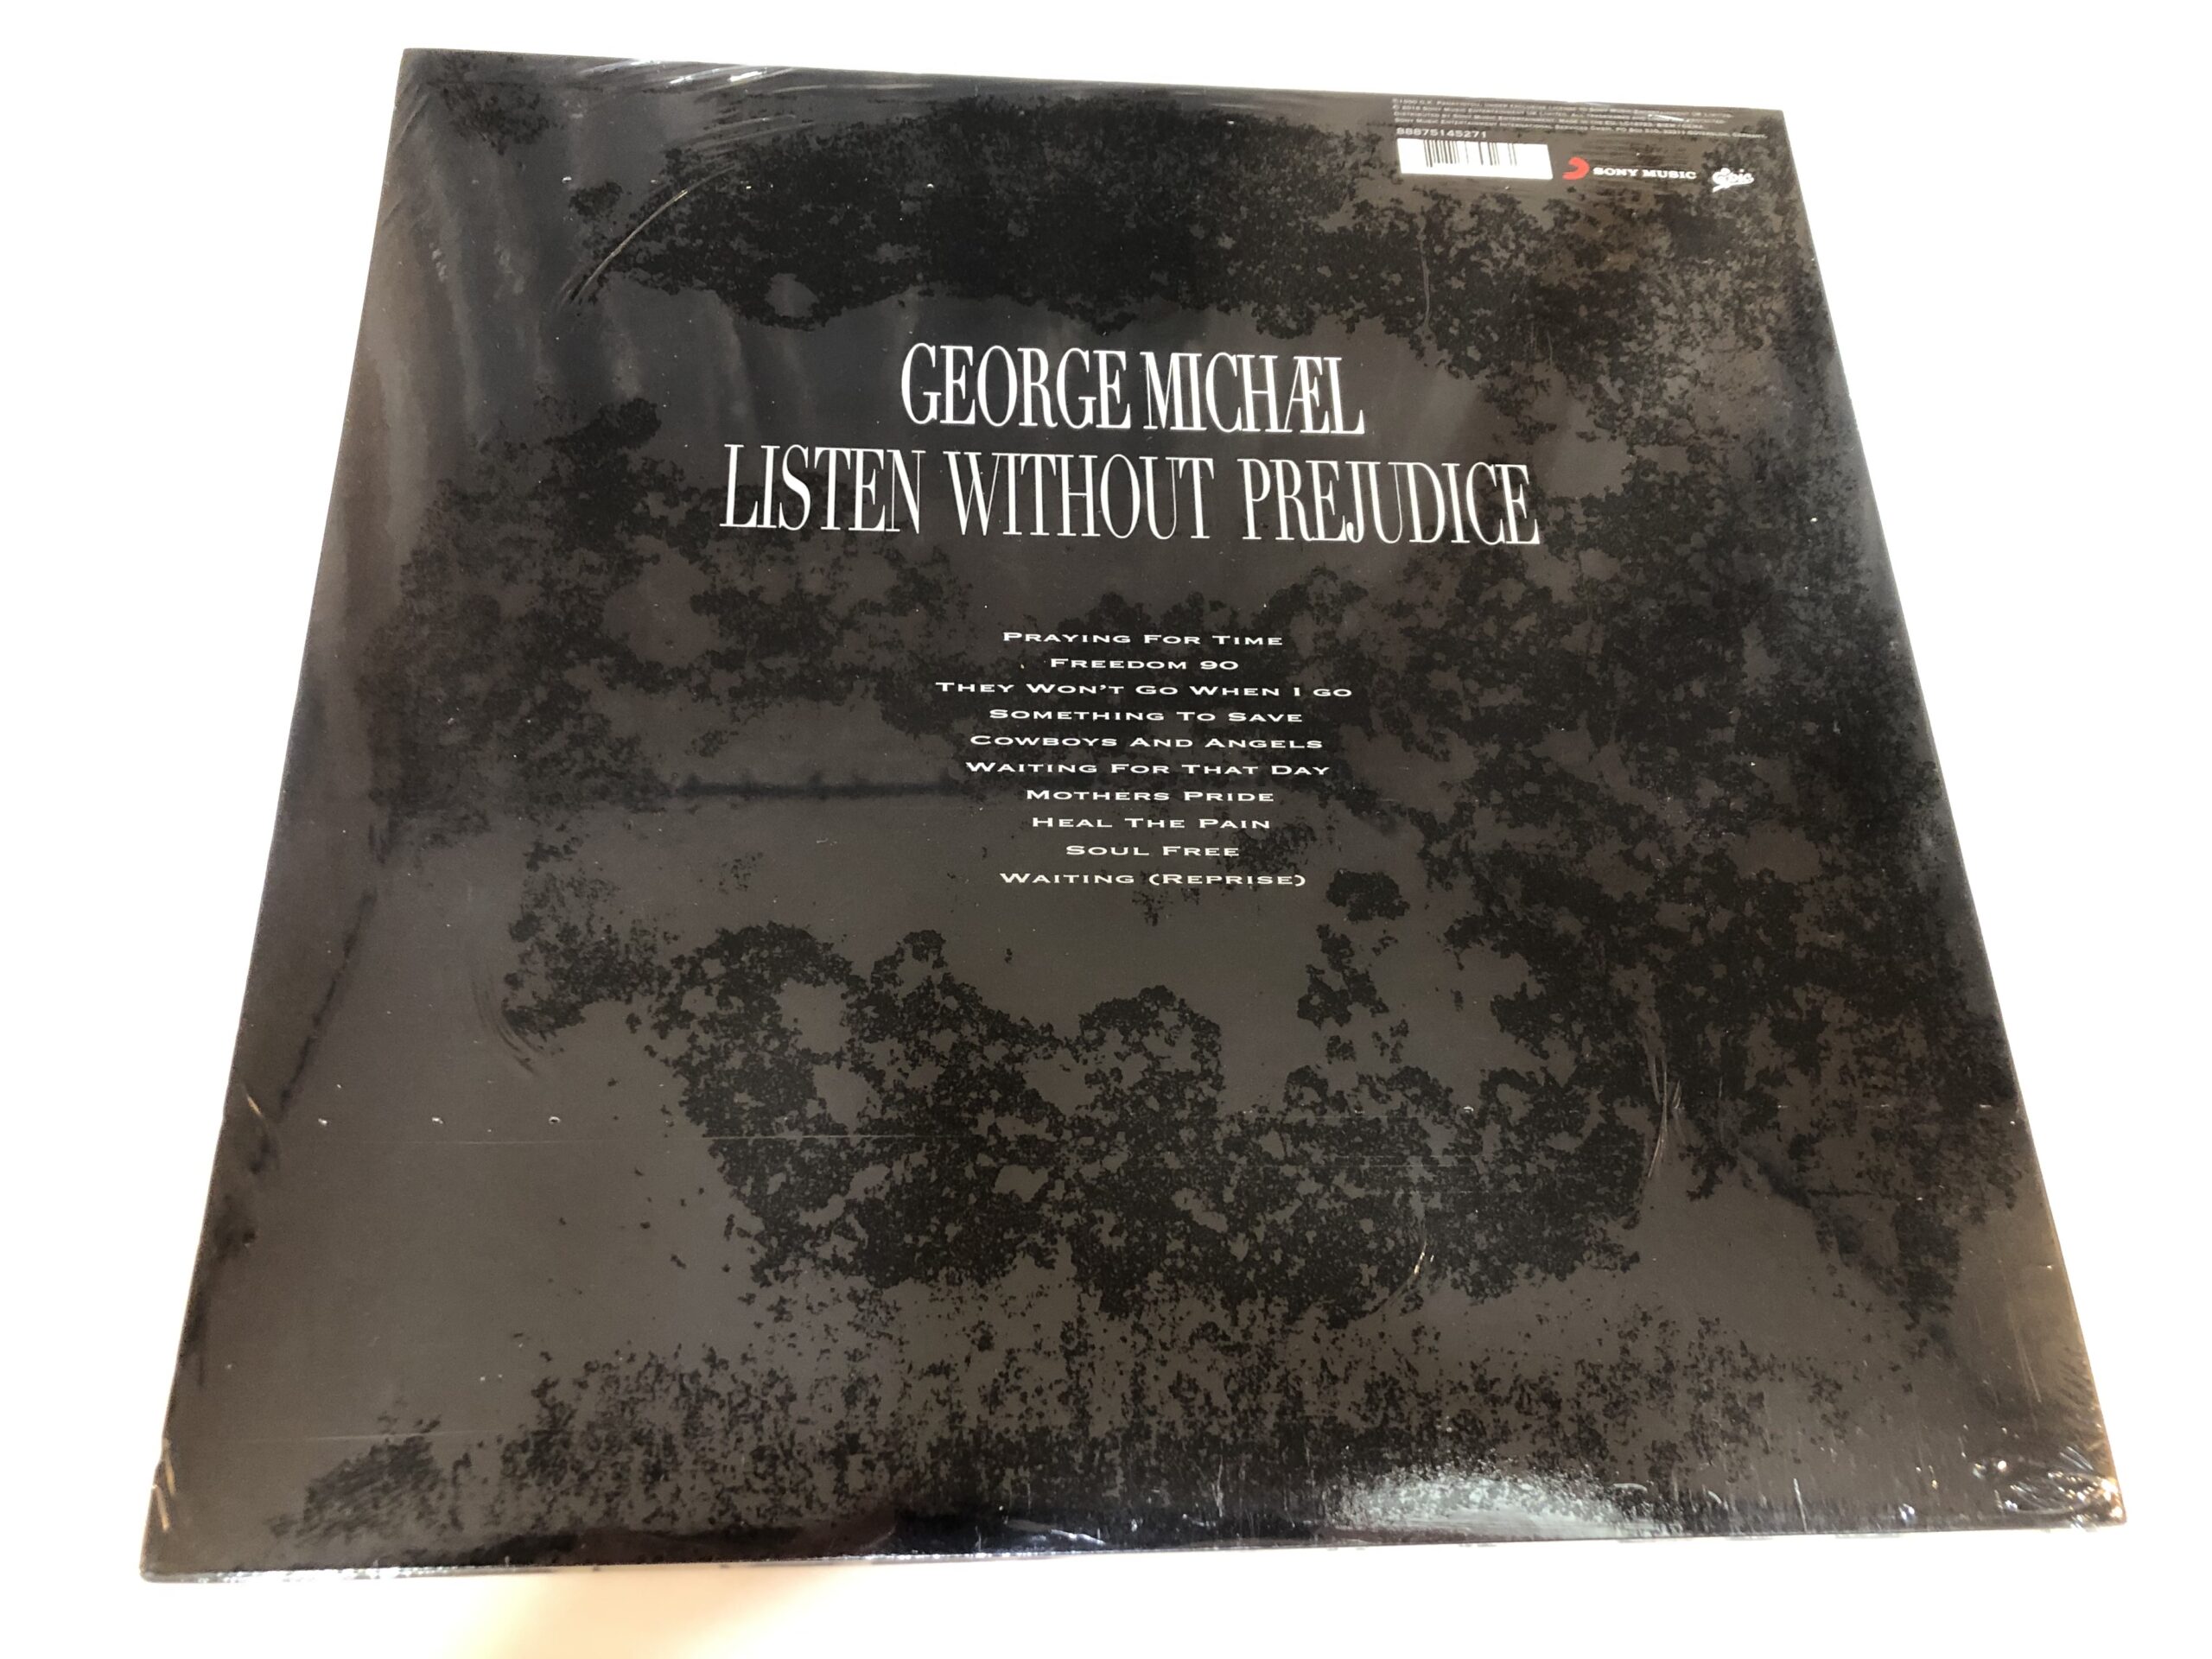 88875145271
SONY MUSIC
Epic
GEORGE MICHÆL
LISTEN WITHOUT PREJUDICE
PRAYING FOR TIME
FREEDOM 90
THEY WON'T GO WHEN I GO
SOMETHING TO SAVE
COWBOYS AND ANGELS
WAITING FOR THAT DAY
MOTHERS PRIDE
HEAL THE PAIN
SOUL FREE
WAITING (REPRISE)